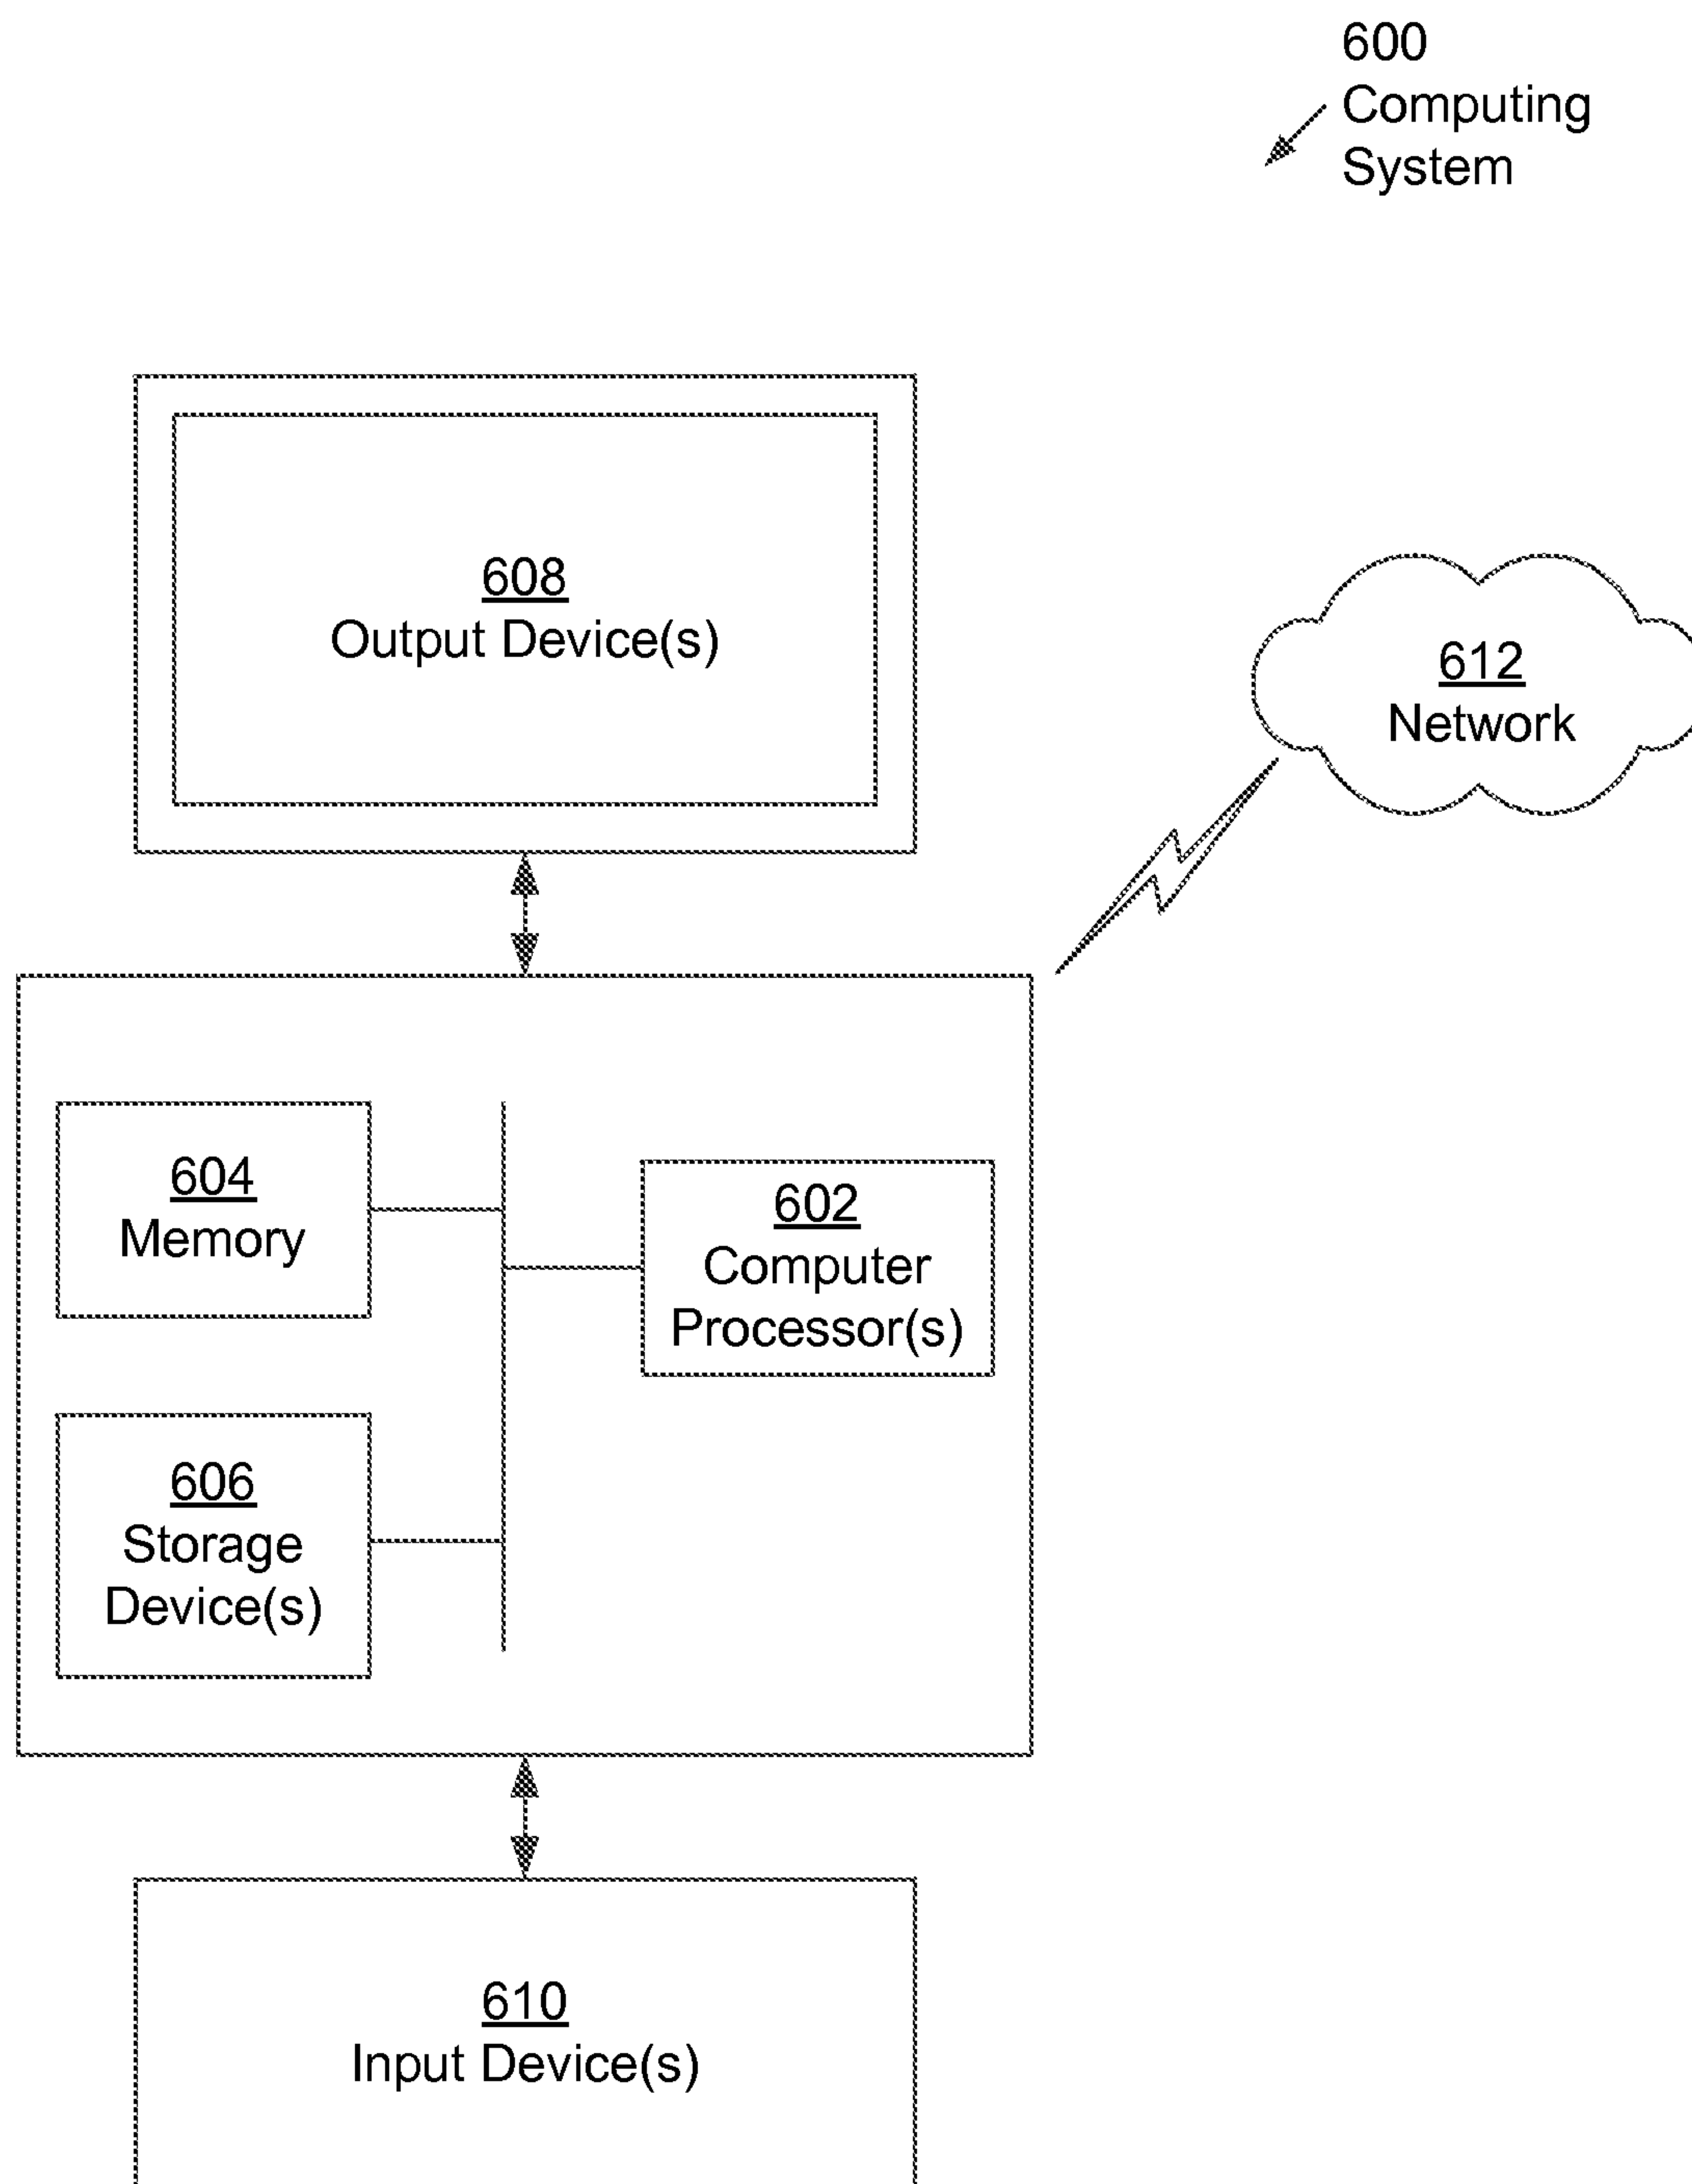 600
Computing
System
608
Output Device(s)
612
Network
604
Memory
602
Computer
Processor(s)
606
Storage
Device(s)
610
Input Device(s)